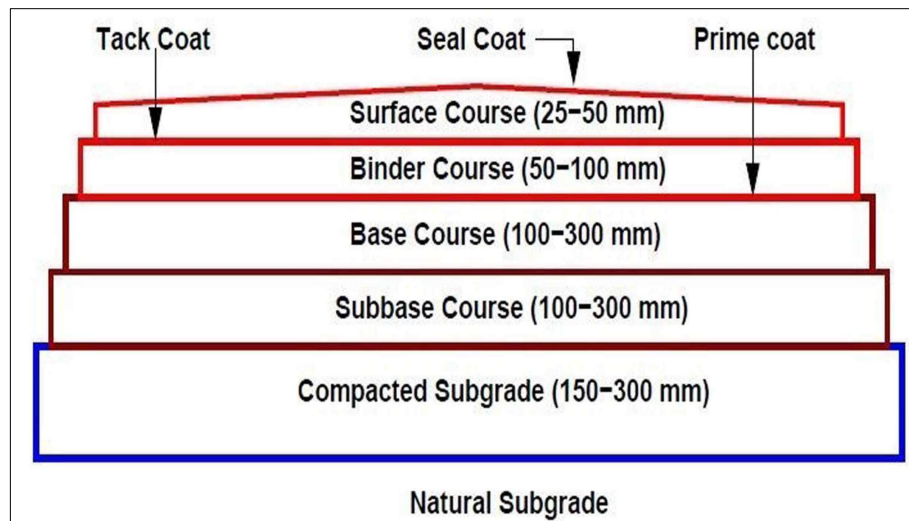 Tack Coat
Seal Coat
Prime coat
Surface Course (25-50 mm)
Binder Course (50-100 mm)
Base Course (100-300 mm)
Subbase Course (100-300 mm)
Compacted Subgrade (150-300 mm)
Natural Subgrade